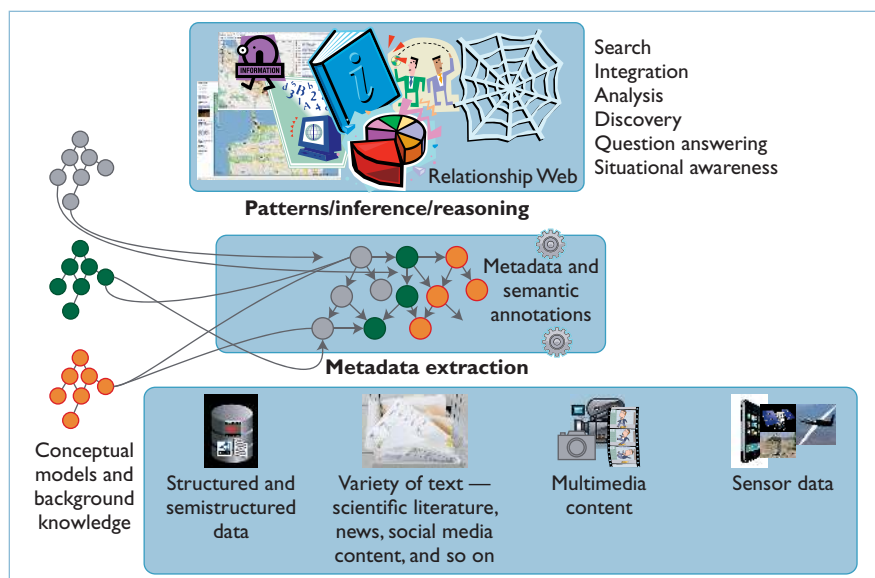 INFORMATION
Search
Integration
Analysis
Discovery
Question answering
Situational awareness
Relationship Web
Patterns/inference/reasoning
Metadata and
semantic
annotations
Metadata extraction
Conceptual
models and
background
knowledge
Structured and
semistructured
data
Variety of text —
scientific literature,
news, social media
content, and so on
Multimedia
content
Sensor data